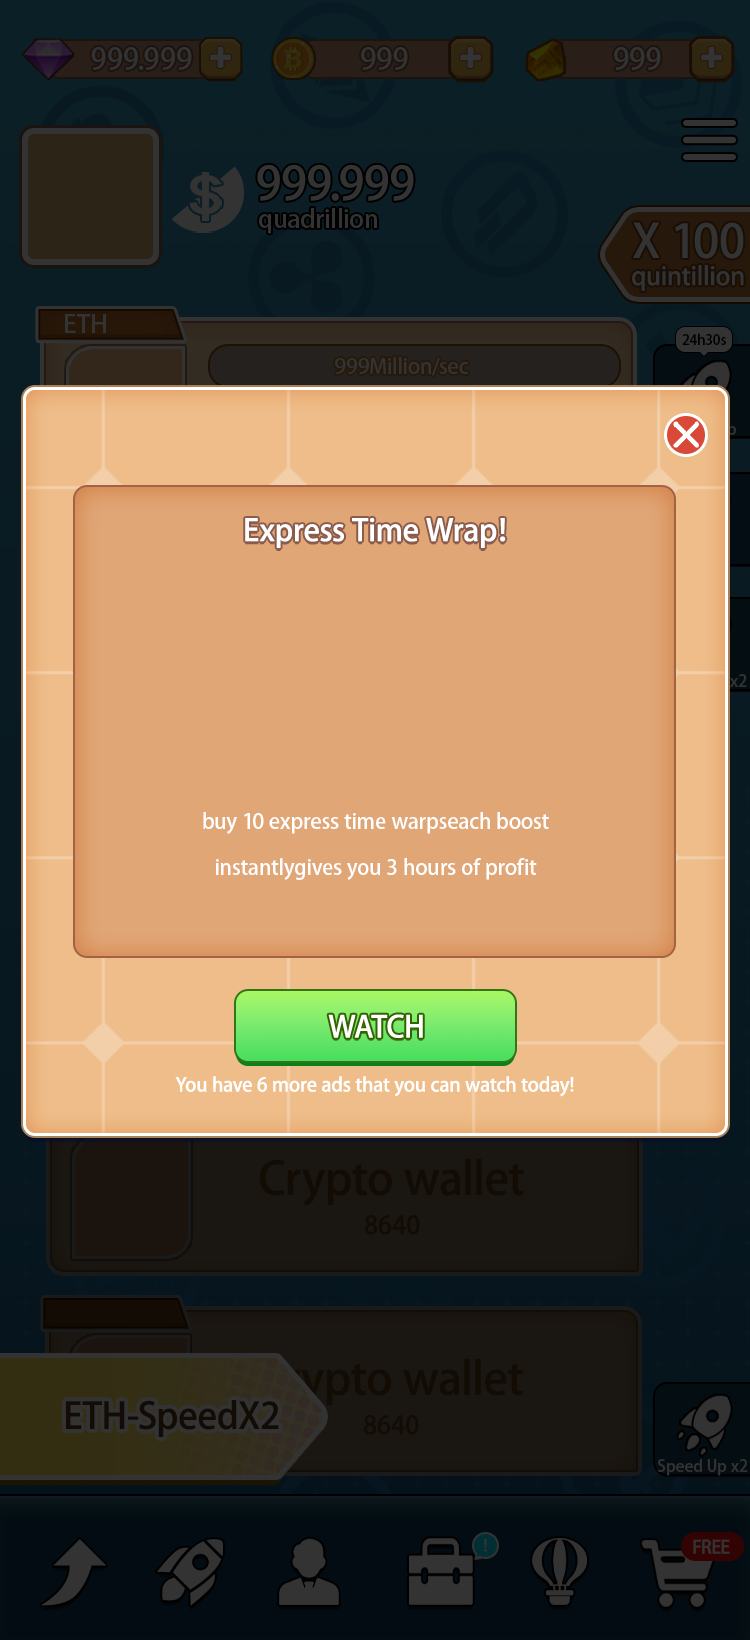 999.999
999
999
999.999
quadrillion
X 100
quintillion
ETH
24h30s
999Million/sec
Express Time Wrap!
x2
buy 10 express time warpseach boost
instantlygives you 3 hours of profit
WATCH
You have 6 more ads that you can watch today!
Crypto wallet
8640
ypto wallet
ETH-SpeedX2
8640
Speed Up x2
!
FREE